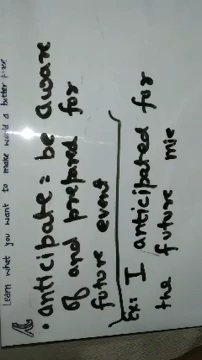 Learn what you want to make world a better place
• anticipate = be aware
of and prepared for
future event
Ex: I anticipated for
the future me